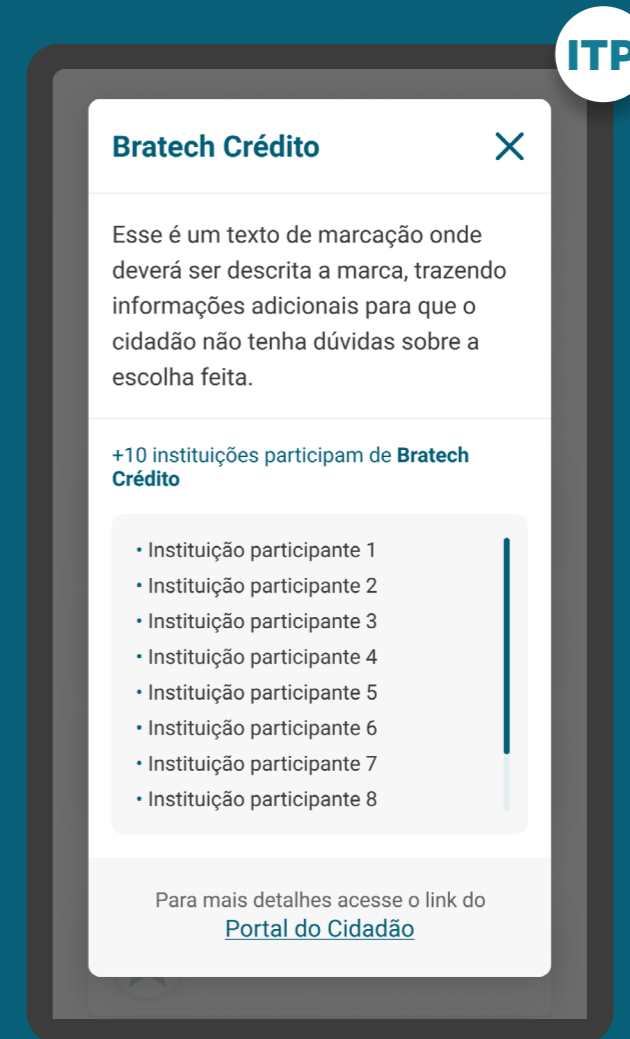 ITP
Bratech Crédito
Esse é um texto de marcação onde
deverá ser descrita a marca, trazendo
informações adicionais para que o
cidadão não tenha dúvidas sobre a
escolha feita.
+10 instituições participam de Bratech
Crédito
• Instituição participante 1
• Instituição participante 2
• Instituição participante 3
• Instituição participante 4
• Instituição participante 5
• Instituição participante 6
• Instituição participante 7
• Instituição participante 8
Para mais detalhes acesse o link do
Portal do Cidadão